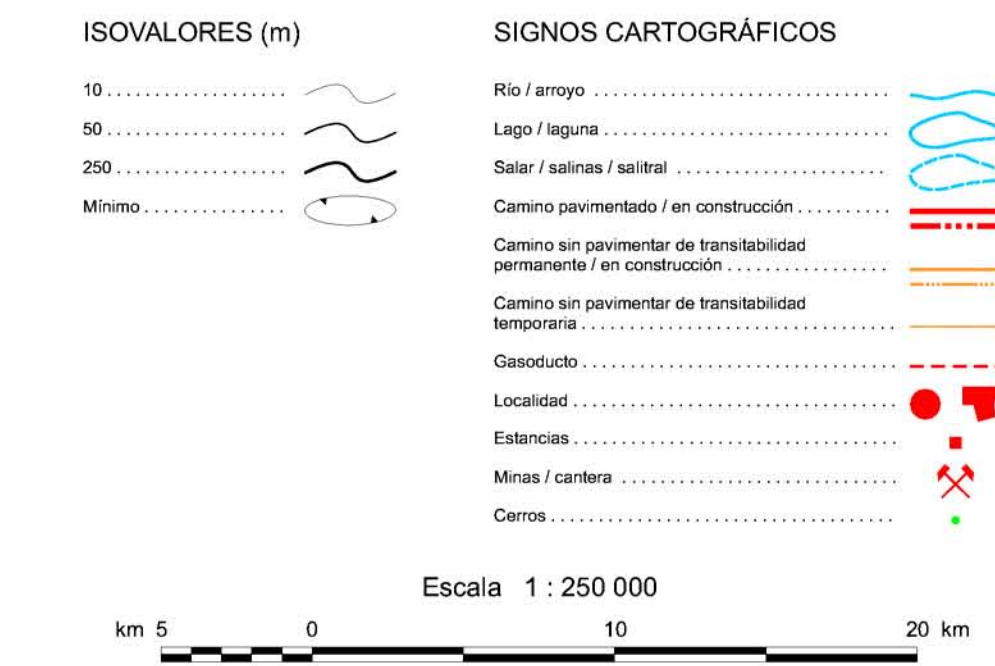 ISOVALORES (m)
10
50
250
Mínimo
SIGNOS CARTOGRÁFICOS
Río / arroyo
Lago / laguna
Salar / salinas / salitral
Camino pavimentado / en construcción
Camino sin pavimentar de transitabilidad
permanente / en construcción
Camino sin pavimentar de transitabilidad
temporaria
Gasoducto
Localidad
Estancias
Minas / cantera
Cerros
Escala 1 : 250 000
km 5 0 10 20 km